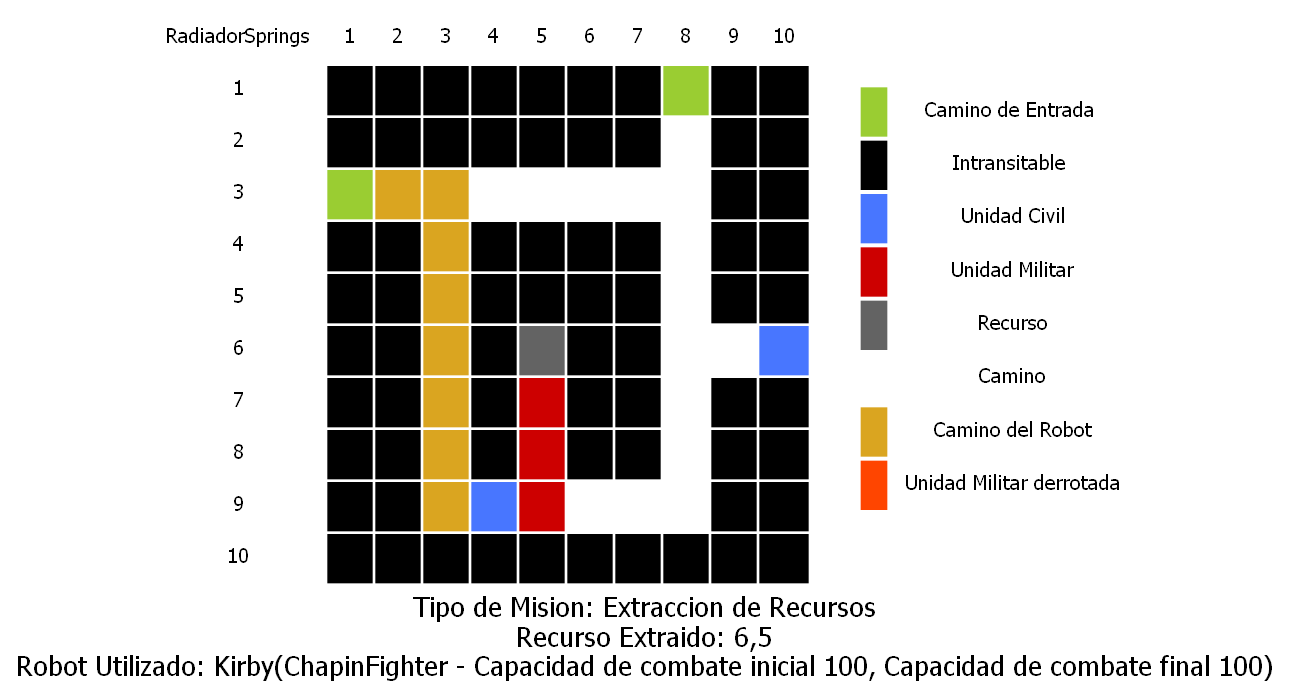 RadiadorSprings 1 2 3 4 5 6 7 8 9 10
1
2
3
4
5
6
7
8
9
10
Camino de Entrada
Intransitable
Unidad Civil
Unidad Militar
Recurso
Camino
Camino del Robot
Unidad Militar derrotada
Tipo de Mision: Extraccion de Recursos
Recurso Extraido: 6,5
Robot Utilizado: Kirby(ChapinFighter - Capacidad de combate inicial 100, Capacidad de combate final 100)